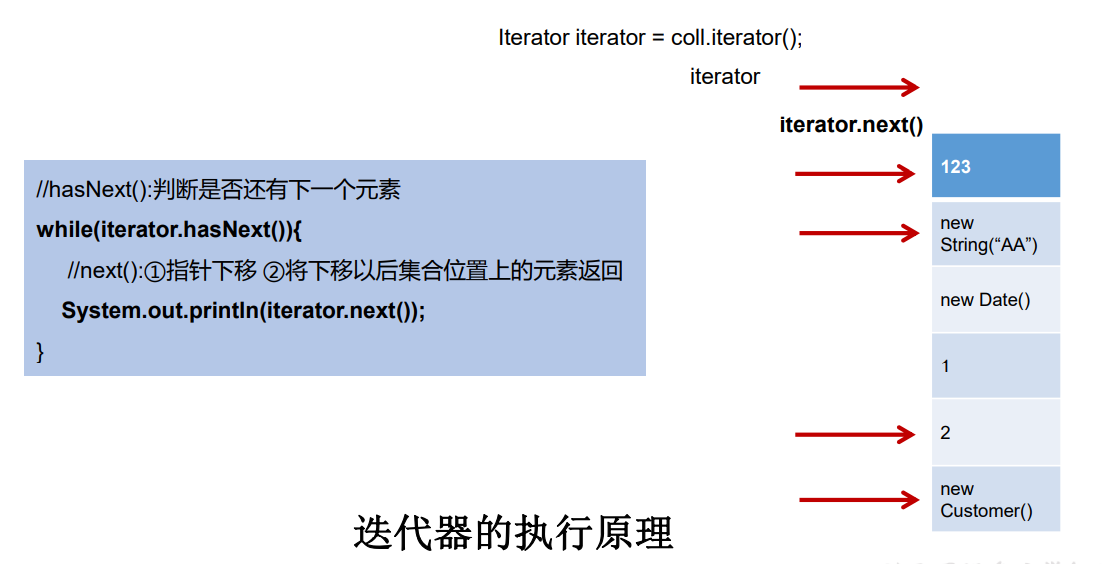 Iterator iterator = coll.iterator();
iterator
iterator.next()
//hasNext():判断是否还有下一个元素
while(iterator.hasNext()){
//next():①指针下移 ②将下移以后集合位置上的元素返回
System.out.println(iterator.next());
}
123
new
String(“AA”)
new Date()
1
2
new
Customer()
迭代器的执行原理